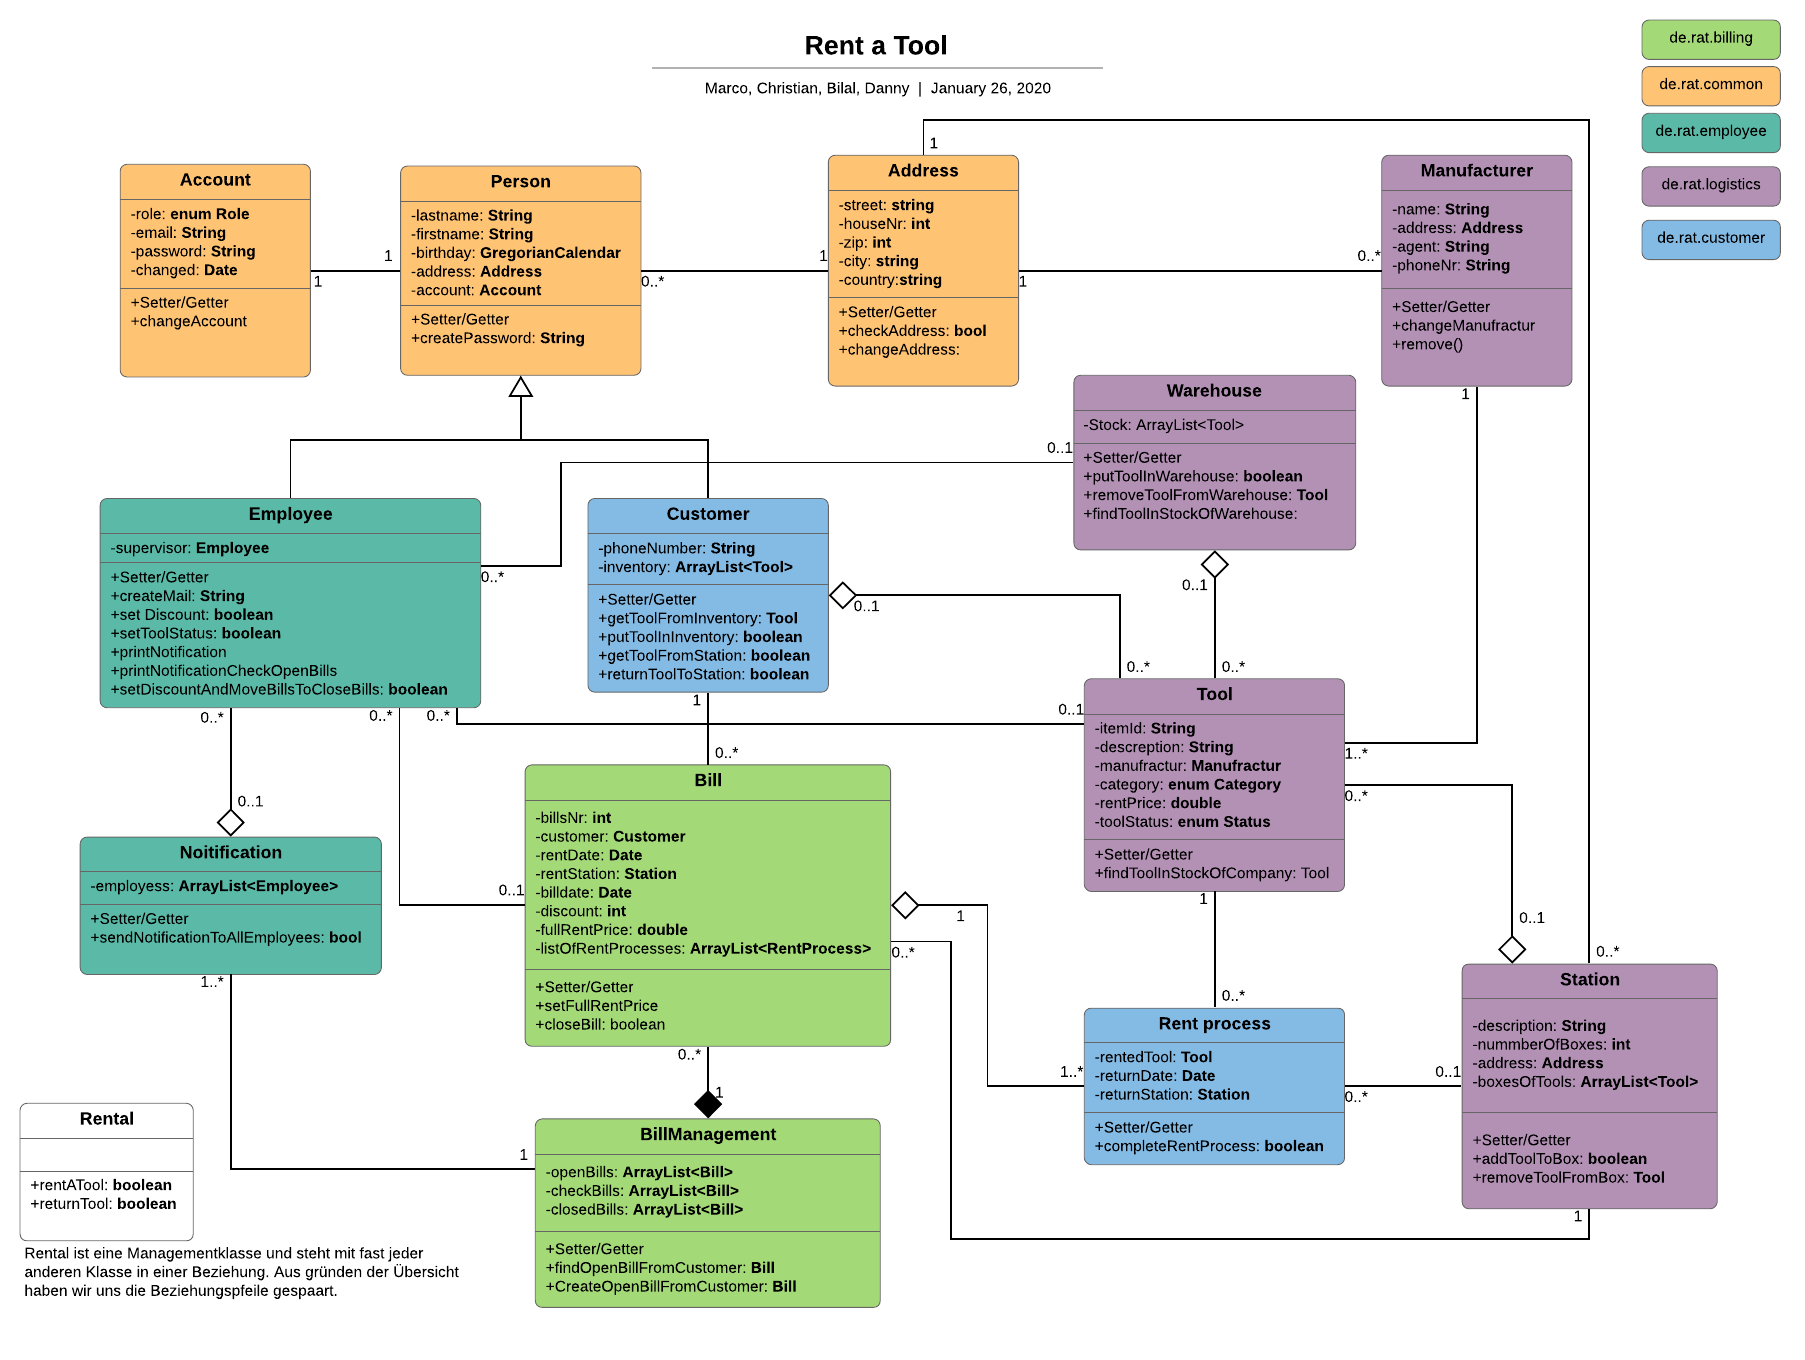 Rent a Tool
Marco, Christian, Bilal, Danny | January 26, 2020
de.rat.billing
de.rat.common
de.rat.employee
de.rat.logistics
de.rat.customer
Account
-role: enum Role
-email: String
-password: String
-changed: Date
+Setter/Getter
+changeAccount
1
1
Person
-lastname: String
-firstname: String
-birthday: GregorianCalendar
-address: Address
-account: Account
+Setter/Getter
+createPassword: String
0..*
1
1
Address
-street: string
-houseNr: int
-zip: int
-city: string
-country:string
+Setter/Getter
+checkAddress: bool
+changeAddress:
1
0..*
Manufacturer
-name: String
-address: Address
-agent: String
-phoneNr: String
+Setter/Getter
+changeManufractur
+remove()
1
Warehouse
-Stock: ArrayList<Tool>
+Setter/Getter
+putToolInWarehouse: boolean
+removeToolFromWarehouse: Tool
+findToolInStockOfWarehouse:
0..1
0..1
0..*
Employee
-supervisor: Employee
+Setter/Getter
+createMail: String
+set Discount: boolean
+setToolStatus: boolean
+printNotification
+printNotificationCheckOpenBills
+setDiscountAndMoveBillsToCloseBills: boolean
0..*
0..*
0..*
0..*
Customer
-phoneNumber: String
-inventory: ArrayList<Tool>
+Setter/Getter
+getToolFromInventory: Tool
+putToolInInventory: boolean
+getToolFromStation: boolean
+returnToolToStation: boolean
0..1
0..*
1
0..*
0..1
Tool
-itemId: String
-descreption: String
-manufractur: Manufractur
-category: enum Category
-rentPrice: double
-toolStatus: enum Status
+Setter/Getter
+findToolInStockOfCompany: Tool
1..*
0..*
1
0..*
0..1
0..*
0..1
Noitification
-employess: ArrayList<Employee>
+Setter/Getter
+sendNotificationToAllEmployees: bool
1..*
0..1
Bill
-billsNr: int
-customer: Customer
-rentDate: Date
-rentStation: Station
-billdate: Date
-discount: int
-fullRentPrice: double
-listOfRentProcesses: ArrayList<RentProcess>
+Setter/Getter
+setFullRentPrice
+closeBill: boolean
1
0..*
0..*
1
Rent process
-rentedTool: Tool
-returnDate: Date
-returnStation: Station
+Setter/Getter
+completeRentProcess: boolean
1..*
0..1
0..*
Station
-description: String
-nummberOfBoxes: int
-address: Address
-boxesOfTools: ArrayList<Tool>
+Setter/Getter
+addToolToBox: boolean
+removeToolFromBox: Tool
1
1
BillManagement
-openBills: ArrayList<Bill>
-checkBills: ArrayList<Bill>
-closedBills: ArrayList<Bill>
+Setter/Getter
+findOpenBillFromCustomer: Bill
+CreateOpenBillFromCustomer: Bill
Rental
+rentATool: boolean
+returnTool: boolean
Rental ist eine Managementklasse und steht mit fast jeder
anderen Klasse in einer Beziehung. Aus gründen der Übersicht
haben wir uns die Beziehungspfeile gespaart.